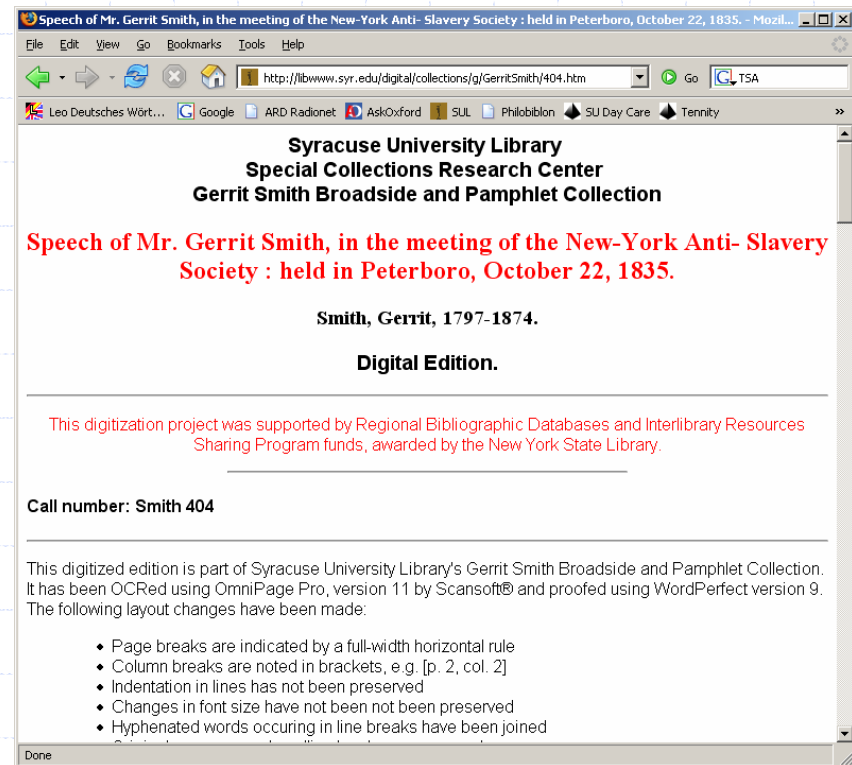 Speech of Mr. Gerrit Smith, in the meeting of the New-York Anti- Slavery Society : held in Peterboro, October 22, 1835. - Mozil...
File Edit View Go Bookmarks Tools Help
http://libwww.syr.edu/digital/collections/g/GerritSmith/404.htm Go G TSA
Leo Deutsches Wört... G Google ARD Radionet AskOxford SUL Philobiblon SU Day Care Tennity »
Syracuse University Library
Special Collections Research Center
Gerrit Smith Broadside and Pamphlet Collection
Speech of Mr. Gerrit Smith, in the meeting of the New-York Anti- Slavery
Society : held in Peterboro, October 22, 1835.
Smith, Gerrit, 1797-1874.
Digital Edition.
This digitization project was supported by Regional Bibliographic Databases and Interlibrary Resources
Sharing Program funds, awarded by the New York State Library.
Call number: Smith 404
This digitized edition is part of Syracuse University Library's Gerrit Smith Broadside and Pamphlet Collection.
It has been OCRed using OmniPage Pro, version 11 by Scansoft® and proofed using WordPerfect version 9.
The following layout changes have been made:
• Page breaks are indicated by a full-width horizontal rule
• Column breaks are noted in brackets, e.g. [p. 2, col. 2]
• Indentation in lines has not been preserved
• Changes in font size have not been not been preserved
• Hyphenated words occuring in line breaks have been joined
Done